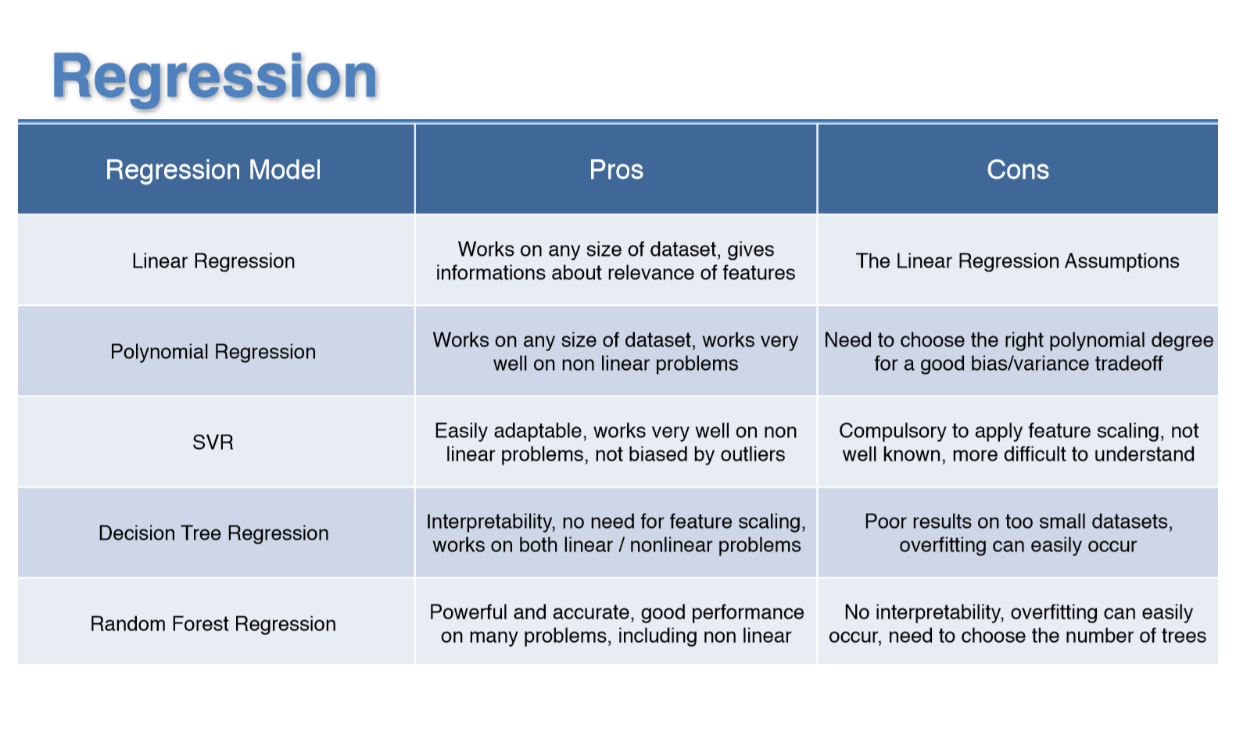 Regression
Regression Model
Pros
Cons
Linear Regression
Works on any size of dataset, gives
informations about relevance of features
The Linear Regression Assumptions
Polynomial Regression
Works on any size of dataset, works very
well on non linear problems
Need to choose the right polynomial degree
for a good bias/variance tradeoff
SVR
Easily adaptable, works very well on non
linear problems, not biased by outliers
Compulsory to apply feature scaling, not
well known, more difficult to understand
Decision Tree Regression
Interpretability, no need for feature scaling,
works on both linear / nonlinear problems
Poor results on too small datasets,
overfitting can easily occur
Random Forest Regression
Powerful and accurate, good performance
on many problems, including non linear
No interpretability, overfitting can easily
occur, need to choose the number of trees